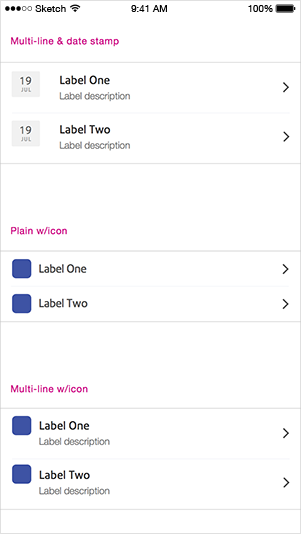 Sketch 9:41 AM 100%
Multi-line & date stamp
19 Label One
JUL Label description
19 Label Two
JUL Label description
Plain w/icon
Label One
Label Two
Multi-line w/icon
Label One
Label description
Label Two
Label description